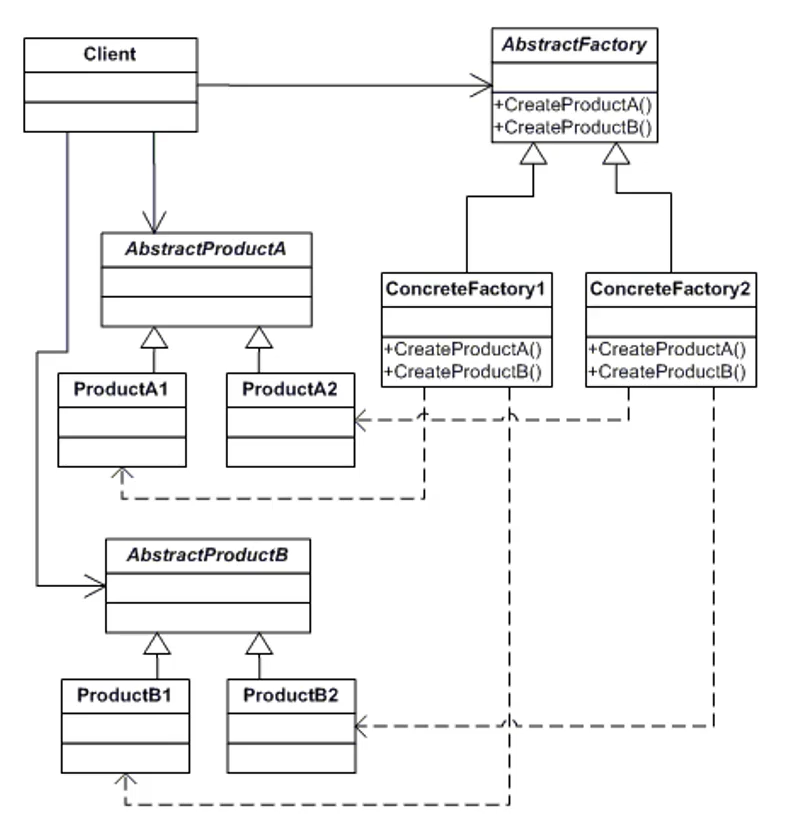 Client
AbstractFactory
+CreateProductA()
+CreateProductB()
AbstractProductA
ConcreteFactory1
+CreateProductA()
+CreateProductB()
ConcreteFactory2
+CreateProductA()
+CreateProductB()
ProductA1
ProductA2
AbstractProductB
ProductB1
ProductB2